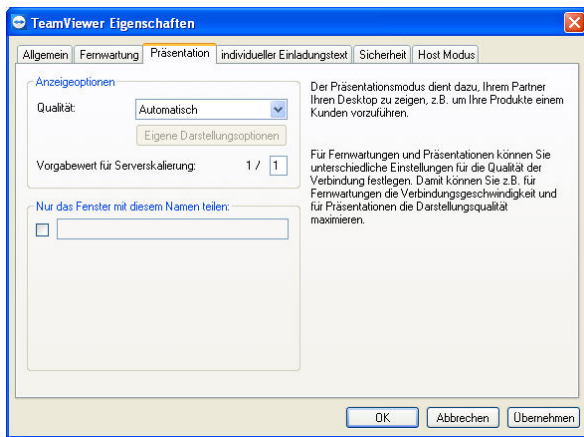 TeamViewer Eigenschaften
Allgemein Fernwartung Präsentation individueller Einladungstext Sicherheit Host Modus
Anzeigeoptionen
Qualität: Automatisch
Eigene Darstellungsoptionen
Vorgabewert für Serverskalierung: 1 / 1
Nur das Fenster mit diesem Namen teilen:
Der Präsentationsmodus dient dazu, Ihrem Partner
Ihren Desktop zu zeigen, z.B. um Ihre Produkte einem
Kunden vorzuführen.
Für Fernwartungen und Präsentationen können Sie
unterschiedliche Einstellungen für die Qualität der
Verbindung festlegen. Damit können Sie z.B. für
Fernwartungen die Verbindungsgeschwindigkeit und
für Präsentationen die Darstellungsqualität
maximieren.
OK Abbrechen Übernehmen